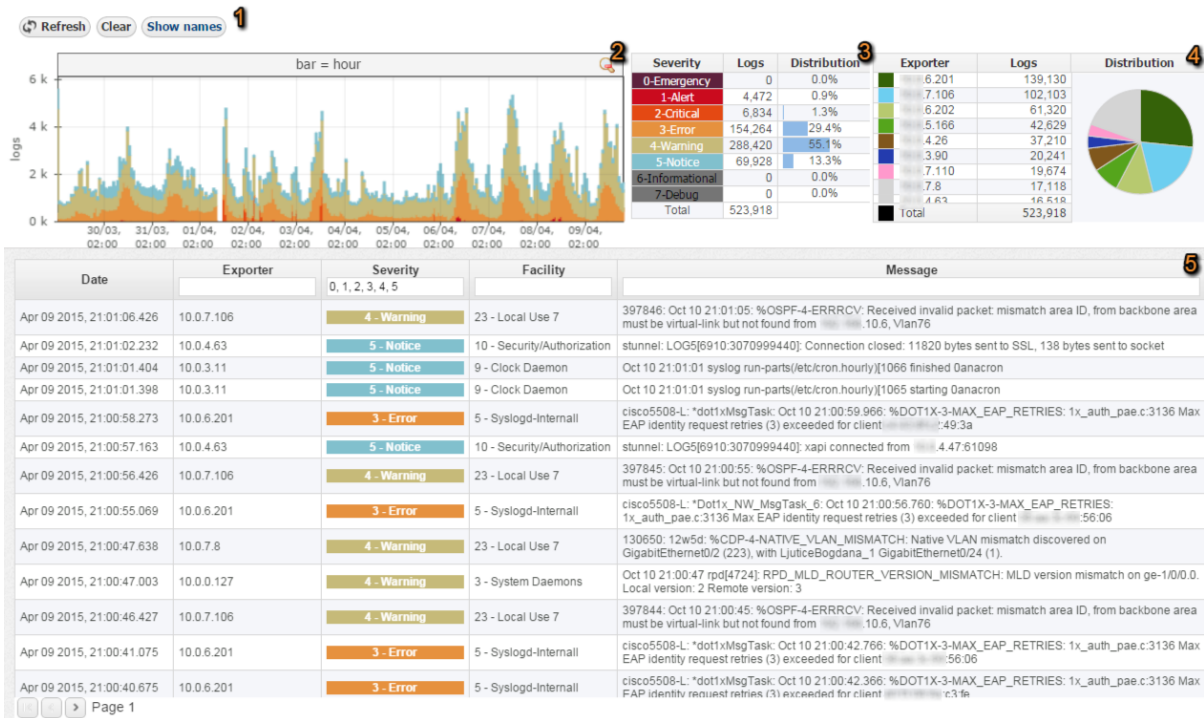 Refresh Clear Show names 1
bar = hour 2
6 k
4 k
2 k
0 k
logs
30/03, 02:00 31/03, 02:00 01/04, 02:00 02/04, 02:00 03/04, 02:00 04/04, 02:00 05/04, 02:00 06/04, 02:00 07/04, 02:00 08/04, 02:00 09/04, 02:00
Severity Logs Distribution 3
0-Emergency 0 0.0%
1-Alert 4,472 0.9%
2-Critical 6,834 1.3%
3-Error 154,264 29.4%
4-Warning 288,420 55.1%
5-Notice 69,928 13.3%
6-Informational 0 0.0%
7-Debug 0 0.0%
Total 523,918
Exporter Logs Distribution 4
.6.201 139,130
.7.106 102,103
.6.202 61,320
.5.166 42,629
.4.26 37,210
.3.90 20,241
.7.110 19,674
.7.8 17,118
4.63 16,518
Total 523,918
5
Date Exporter Severity Facility Message
0, 1, 2, 3, 4, 5
Apr 09 2015, 21:01:06.426 10.0.7.106 4 - Warning 23 - Local Use 7 397846: Oct 10 21:01:05: %OSPF-4-ERRRCV: Received invalid packet: mismatch area ID, from backbone area
must be virtual-link but not found from .10.6, Vlan76
Apr 09 2015, 21:01:02.232 10.0.4.63 5 - Notice 10 - Security/Authorization stunnel: LOG5[6910:3070999440]: Connection closed: 11820 bytes sent to SSL, 138 bytes sent to socket
Apr 09 2015, 21:01:01.404 10.0.3.11 5 - Notice 9 - Clock Daemon Oct 10 21:01:01 syslog run-parts(/etc/cron.hourly)[1066 finished 0anacron
Apr 09 2015, 21:01:01.398 10.0.3.11 5 - Notice 9 - Clock Daemon Oct 10 21:01:01 syslog run-parts(/etc/cron.hourly)[1065 starting 0anacron
Apr 09 2015, 21:00:58.273 10.0.6.201 3 - Error 5 - Syslogd-Internall cisco5508-L: *dot1xMsgTask: Oct 10 21:00:59.966: %DOT1X-3-MAX_EAP_RETRIES: 1x_auth_pae.c:3136 Max
EAP identity request retries (3) exceeded for client :49:3a
Apr 09 2015, 21:00:57.163 10.0.4.63 5 - Notice 10 - Security/Authorization stunnel: LOG5[6910:3070999440]: xapi connected from .4.47:61098
Apr 09 2015, 21:00:56.426 10.0.7.106 4 - Warning 23 - Local Use 7 397845: Oct 10 21:00:55: %OSPF-4-ERRRCV: Received invalid packet: mismatch area ID, from backbone area
must be virtual-link but not found from .10.6, Vlan76
Apr 09 2015, 21:00:55.069 10.0.6.201 3 - Error 5 - Syslogd-Internall cisco5508-L: *Dot1x_NW_MsgTask_6: Oct 10 21:00:56.760: %DOT1X-3-MAX_EAP_RETRIES:
1x_auth_pae.c:3136 Max EAP identity request retries (3) exceeded for client :56:06
Apr 09 2015, 21:00:47.638 10.0.7.8 4 - Warning 23 - Local Use 7 130650: 12w5d: %CDP-4-NATIVE_VLAN_MISMATCH: Native VLAN mismatch discovered on
GigabitEthernet0/2 (223), with LjuticeBogdana_1 GigabitEthernet0/24 (1).
Apr 09 2015, 21:00:47.003 10.0.0.127 4 - Warning 3 - System Daemons Oct 10 21:00:47 rpd[4724]: RPD_MLD_ROUTER_VERSION_MISMATCH: MLD version mismatch on ge-1/0/0.0.
Local version: 2 Remote version: 3
Apr 09 2015, 21:00:46.427 10.0.7.106 4 - Warning 23 - Local Use 7 397844: Oct 10 21:00:45: %OSPF-4-ERRRCV: Received invalid packet: mismatch area ID, from backbone area
must be virtual-link but not found from .10.6, Vlan76
Apr 09 2015, 21:00:41.075 10.0.6.201 3 - Error 5 - Syslogd-Internall cisco5508-L: *dot1xMsgTask: Oct 10 21:00:42.766: %DOT1X-3-MAX_EAP_RETRIES: 1x_auth_pae.c:3136 Max
EAP identity request retries (3) exceeded for client :56:06
Apr 09 2015, 21:00:40.675 10.0.6.201 3 - Error 5 - Syslogd-Internall cisco5508-L: *dot1xMsgTask: Oct 10 21:00:42.366: %DOT1X-3-MAX_EAP_RETRIES: 1x_auth_pae.c:3136 Max
EAP identity request retries (3) exceeded for client :c3:fe
Page 1